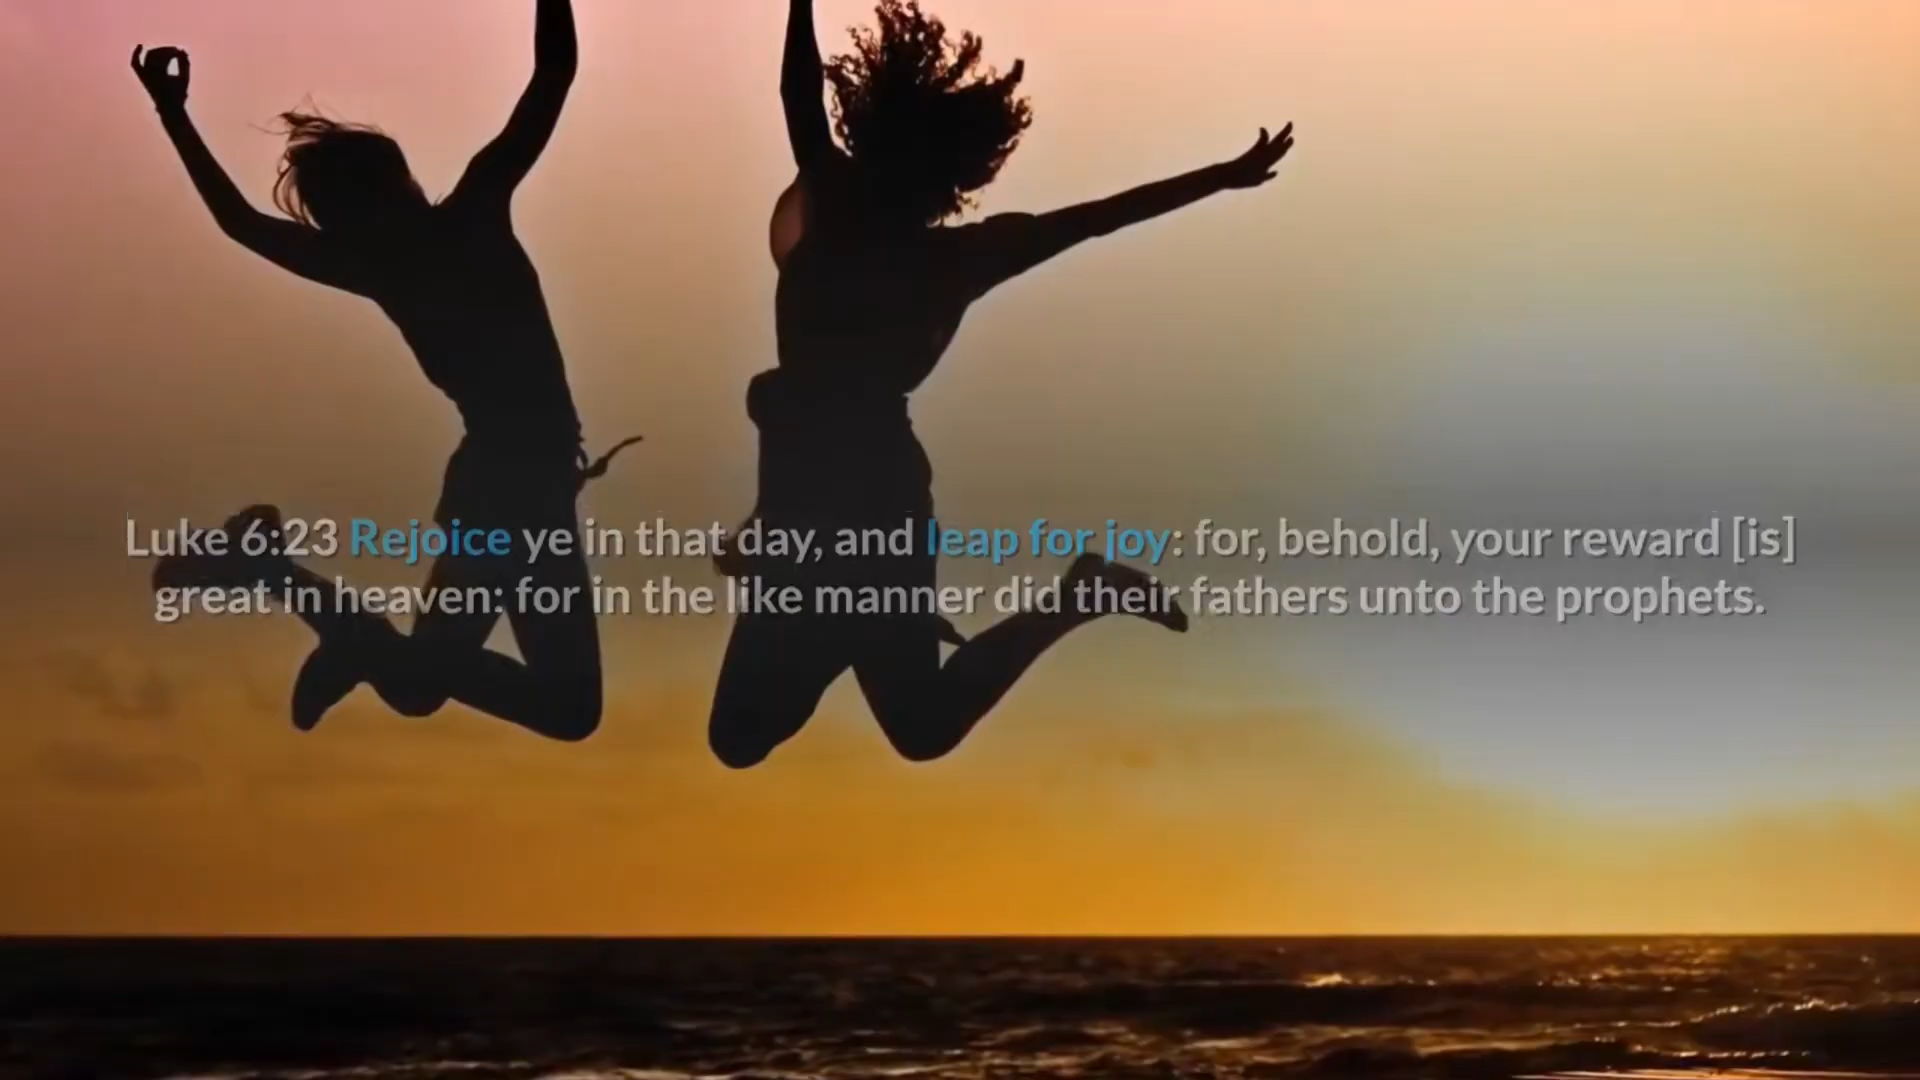 Luke 6:23 Rejoice ye in that day, and leap for joy: for, behold, your reward [is]
great in heaven: for in the like manner did their fathers unto the prophets.